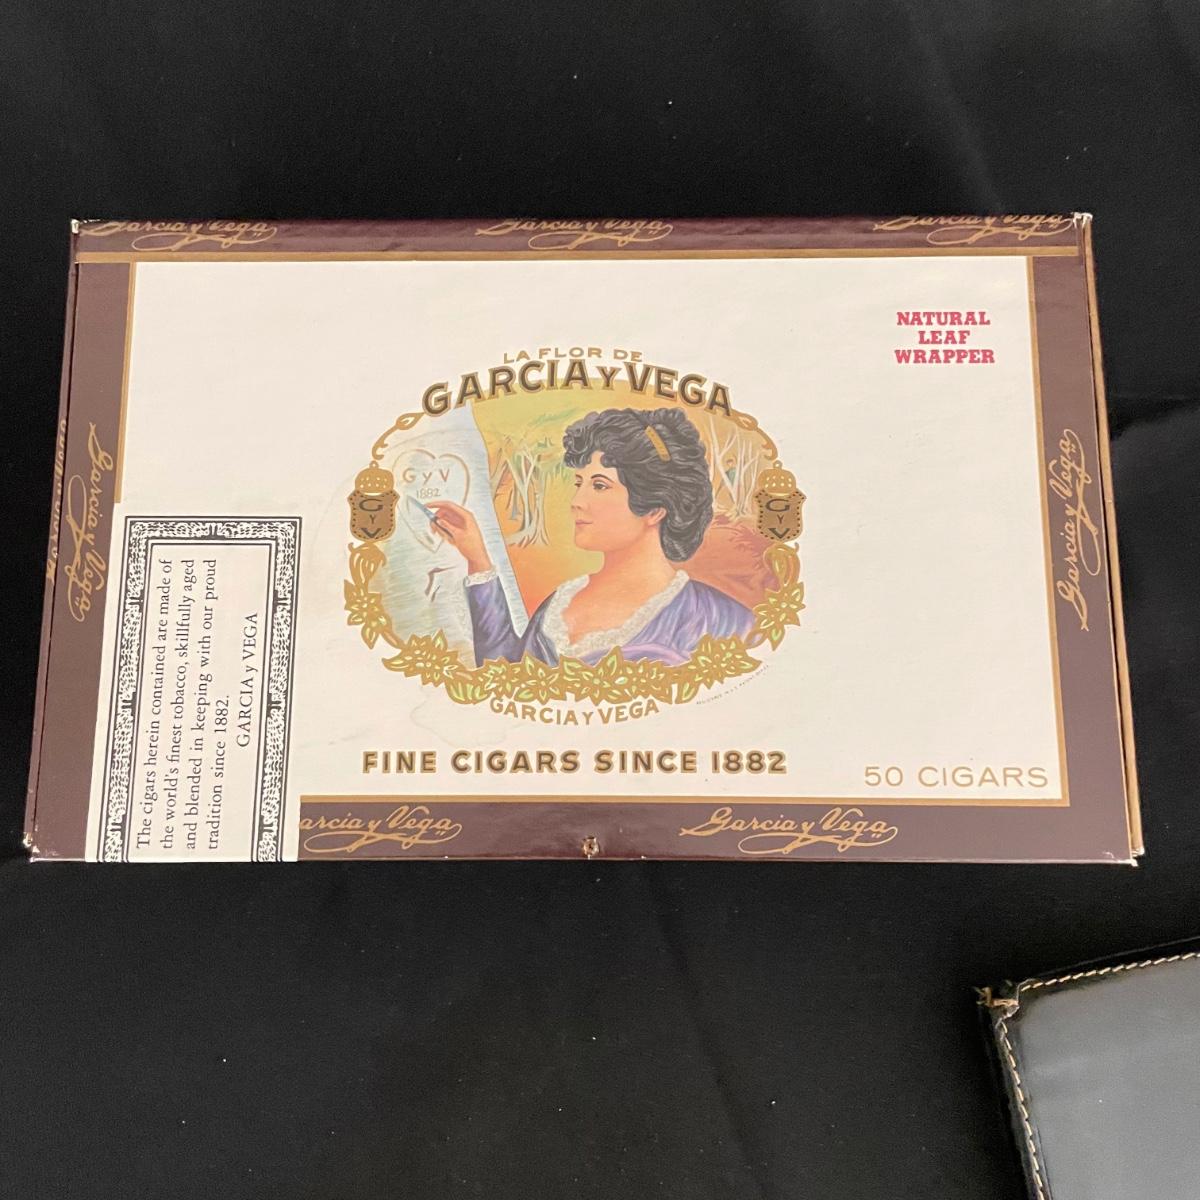 Garcia y Vega
Garcia y Vega
Garcia y Vega
NATURAL
LEAF
WRAPPER
LA FLOR DE
GARCIA Y VEGA
G y V
1882
G
Y
V
G
Y
V
GARCIA Y VEGA
FINE CIGARS SINCE 1882
50 CIGARS
Garcia y Vega
Garcia y Vega
The cigars herein contained are made of
the world's finest tobacco, skillfully aged
and blended in keeping with our proud
tradition since 1882.
GARCIA y VEGA
arcia y Vega
Garcia y Vega